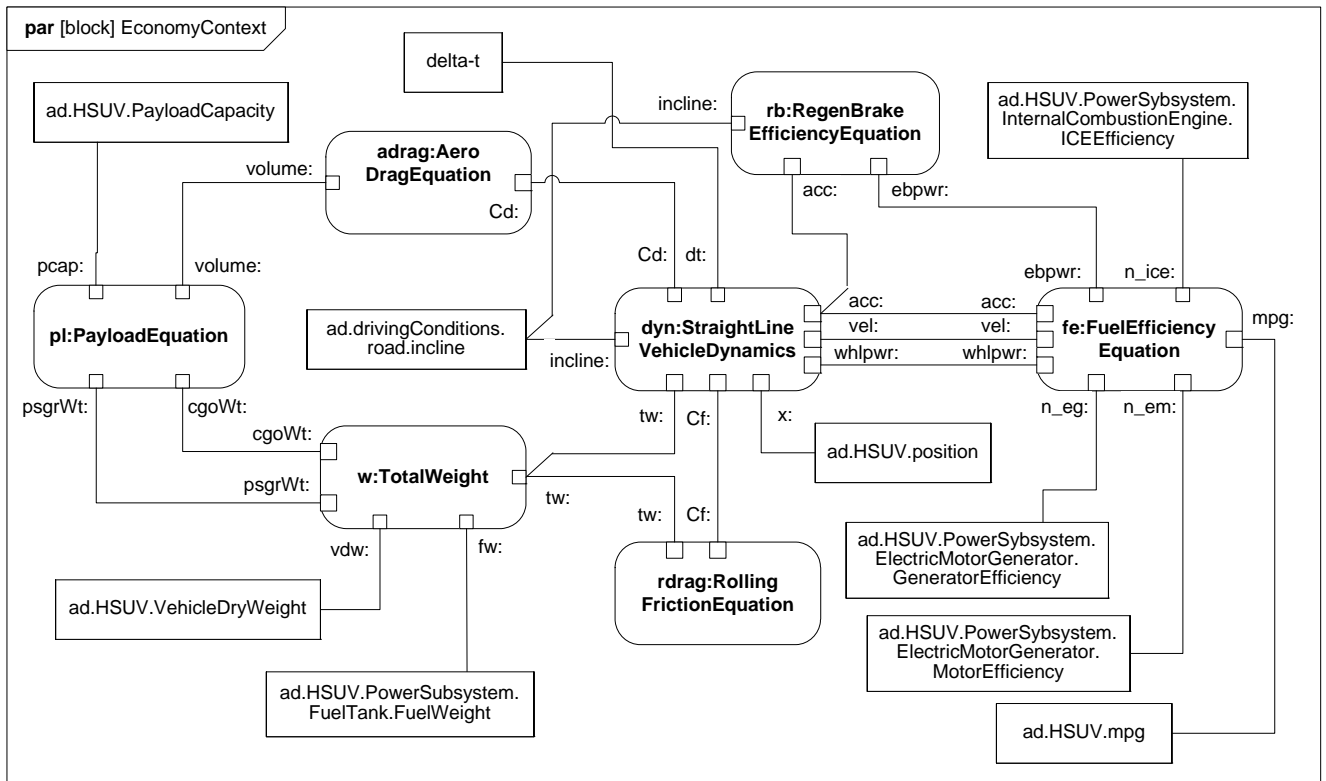 par [block] EconomyContext
delta-t
ad.HSUV.PayloadCapacity
incline:
rb:RegenBrake
EfficiencyEquation
ad.HSUV.PowerSybsystem.
InternalCombustionEngine.
ICEEfficiency
adrag:Aero
DragEquation
volume:
Cd:
acc:
ebpwr:
pcap:
volume:
Cd:
dt:
ebpwr:
n_ice:
pl:PayloadEquation
ad.drivingConditions.
road.incline
incline:
dyn:StraightLine
VehicleDynamics
acc:
vel:
whlpwr:
acc:
vel:
whlpwr:
fe:FuelEfficiency
Equation
mpg:
psgrWt:
cgoWt:
tw:
Cf:
x:
n_eg:
n_em:
cgoWt:
psgrWt:
w:TotalWeight
tw:
ad.HSUV.position
vdw:
fw:
tw:
Cf:
rdrag:Rolling
FrictionEquation
ad.HSUV.PowerSybsystem.
ElectricMotorGenerator.
GeneratorEfficiency
ad.HSUV.VehicleDryWeight
ad.HSUV.PowerSybsystem.
ElectricMotorGenerator.
MotorEfficiency
ad.HSUV.PowerSubsystem.
FuelTank.FuelWeight
ad.HSUV.mpg